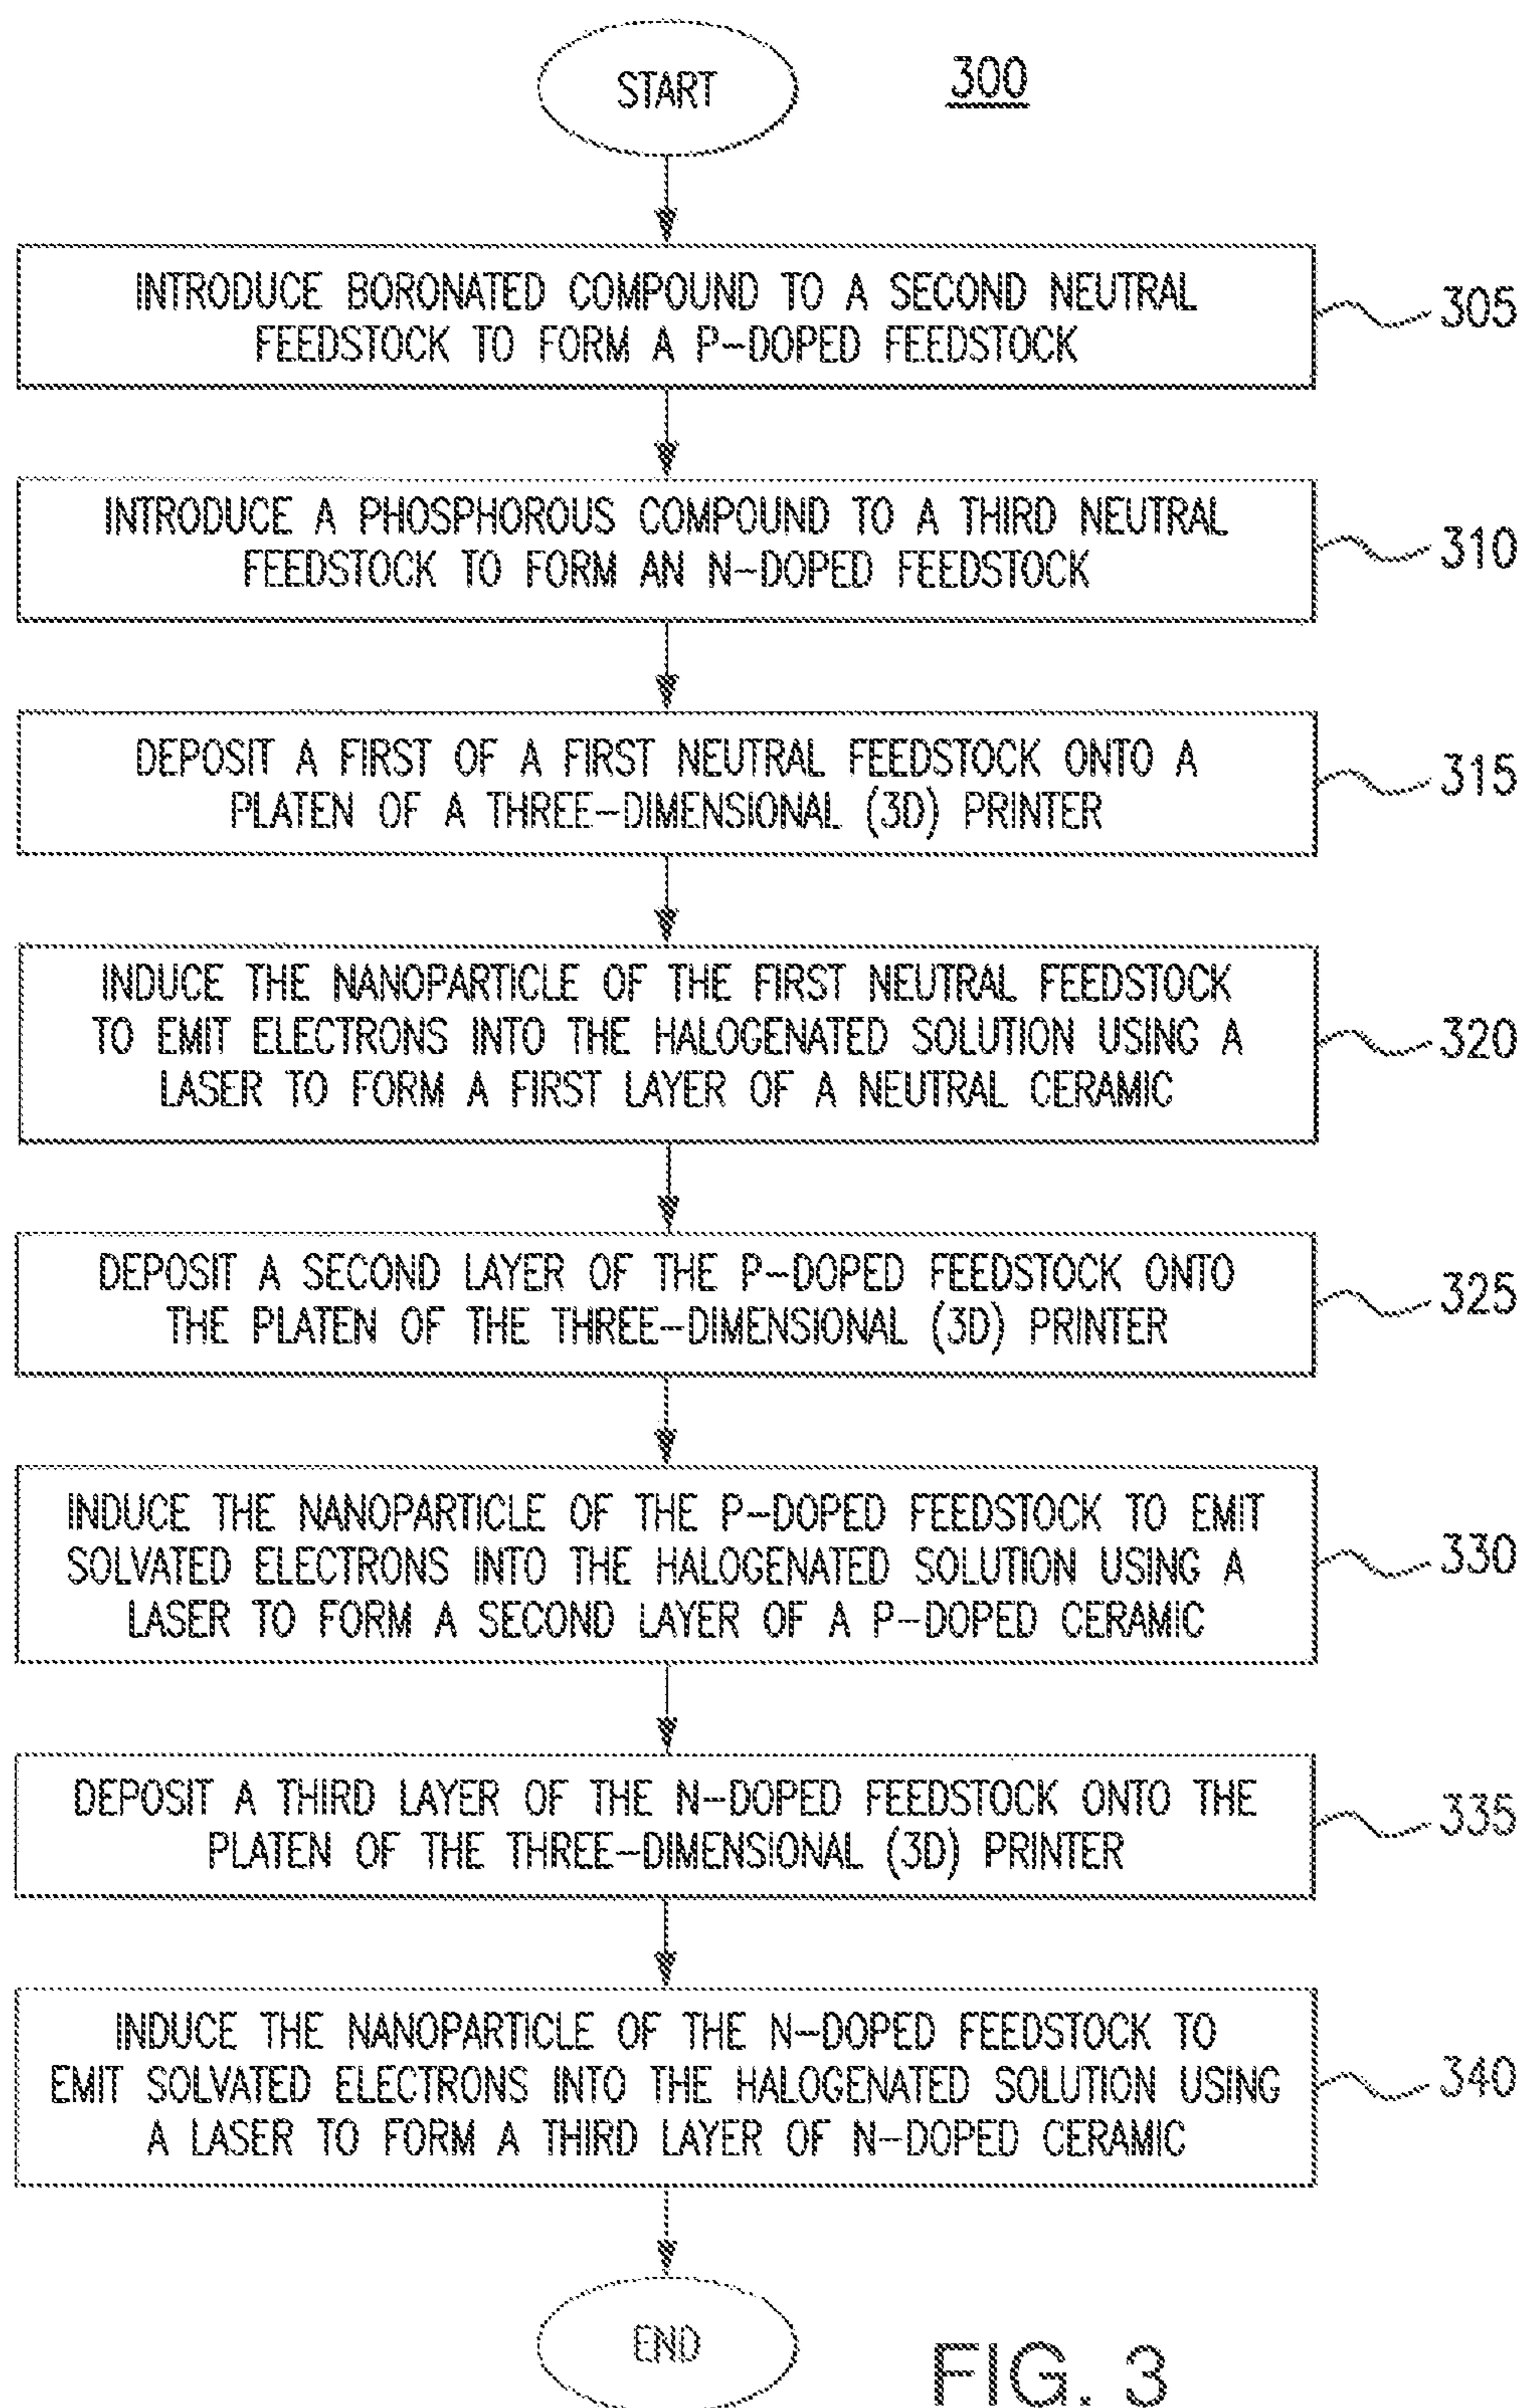 START
300
INTRODUCE BORONATED COMPOUND TO A SECOND NEUTRAL
FEEDSTOCK TO FORM A P-DOPED FEEDSTOCK
305
INTRODUCE A PHOSPHOROUS COMPOUND TO A THIRD NEUTRAL
FEEDSTOCK TO FORM AN N-DOPED FEEDSTOCK
310
DEPOSIT A FIRST OF A FIRST NEUTRAL FEEDSTOCK ONTO A
PLATEN OF A THREE-DIMENSIONAL (3D) PRINTER
315
INDUCE THE NANOPARTICLE OF THE FIRST NEUTRAL FEEDSTOCK
TO EMIT ELECTRONS INTO THE HALOGENATED SOLUTION USING A
LASER TO FORM A FIRST LAYER OF A NEUTRAL CERAMIC
320
DEPOSIT A SECOND LAYER OF THE P-DOPED FEEDSTOCK ONTO
THE PLATEN OF THE THREE-DIMENSIONAL (3D) PRINTER
325
INDUCE THE NANOPARTICLE OF THE P-DOPED FEEDSTOCK TO EMIT
SOLVATED ELECTRONS INTO THE HALOGENATED SOLUTION USING A
LASER TO FORM A SECOND LAYER OF A P-DOPED CERAMIC
330
DEPOSIT A THIRD LAYER OF THE N-DOPED FEEDSTOCK ONTO THE
PLATEN OF THE THREE-DIMENSIONAL (3D) PRINTER
335
INDUCE THE NANOPARTICLE OF THE N-DOPED FEEDSTOCK TO
EMIT SOLVATED ELECTRONS INTO THE HALOGENATED SOLUTION USING
A LASER TO FORM A THIRD LAYER OF N-DOPED CERAMIC
340
END
FIG. 3